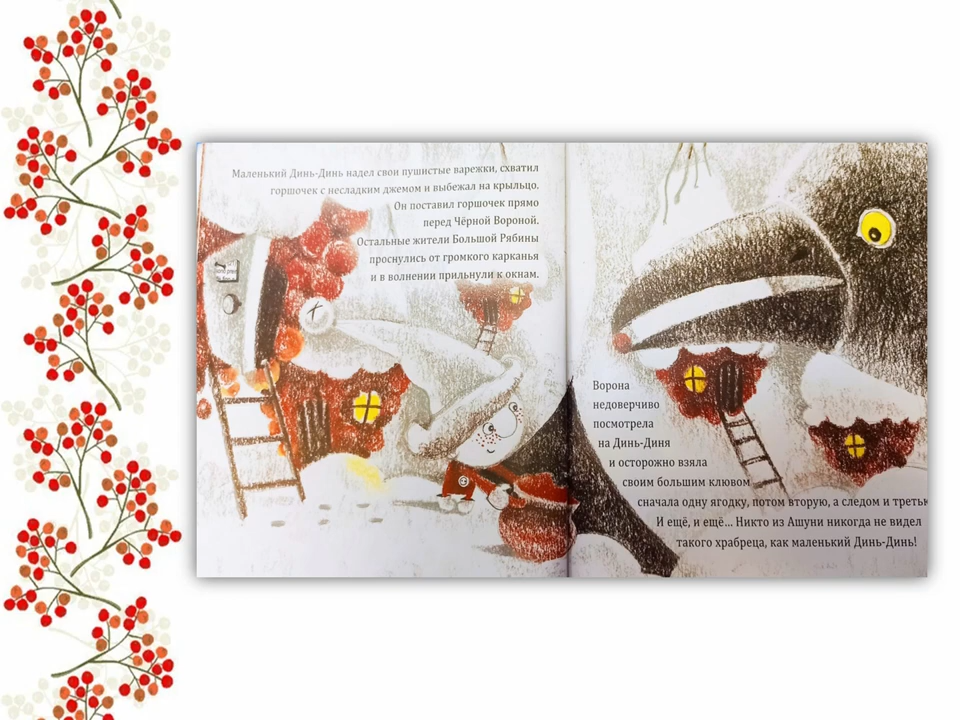 Маленький Динь-Динь надел свои пушистые варежки, схватил
горшочек с несладким джемом и выбежал на крыльцо.
Он поставил горшочек прямо
перед Чёрной Вороной.
Остальные жители Большой Рябины
проснулись от громкого карканья
и в волнении прильнули к окнам.
Ворона
недоверчиво
посмотрела
на Динь-Диня
и осторожно взяла
своим большим клювом
сначала одну ягодку, потом вторую, а следом и треть
И ещё, и ещё... Никто из Ашуни никогда не видел
такого храбреца, как маленький Динь-Динь!